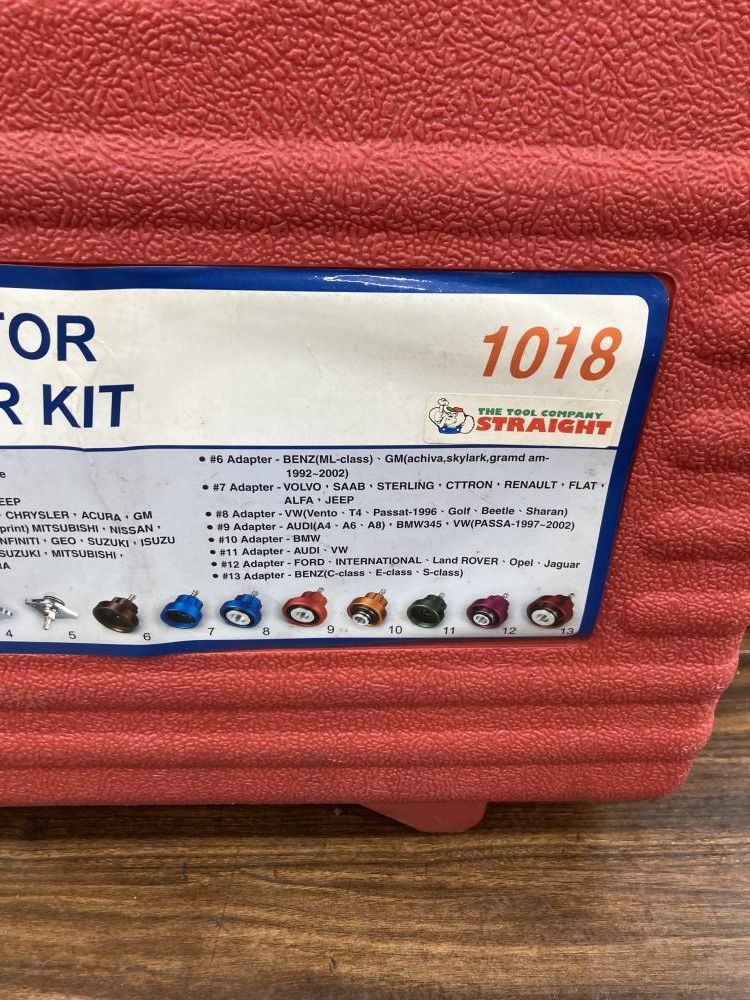 TOR
R KIT
1018
THE TOOL COMPANY
STRAIGHT
e
EEP
CHRYSLER、ACURA、GM
print) MITSUBISHI、NISSAN、
NFINITI、GEO、SUZUKI、ISUZU
SUZUKI、MITSUBISHI、
RA
• #6 Adapter - BENZ(ML-class)、GM(achiva,skylark,gramd am-
1992~2002)
• #7 Adapter - VOLVO、SAAB、STERLING、CTTRON、RENAULT、FLAT、
ALFA、JEEP
• #8 Adapter - VW(Vento、T4、Passat-1996、Golf、Beetle、Sharan)
• #9 Adapter - AUDI(A4、A6、A8)、BMW345、VW(PASSA-1997~2002)
• #10 Adapter - BMW
• #11 Adapter - AUDI、VW
• #12 Adapter - FORD、INTERNATIONAL、Land ROVER、Opel、Jaguar
• #13 Adapter - BENZ(C-class、E-class、S-class)
4 5 6 7 8 9 10 11 12 13